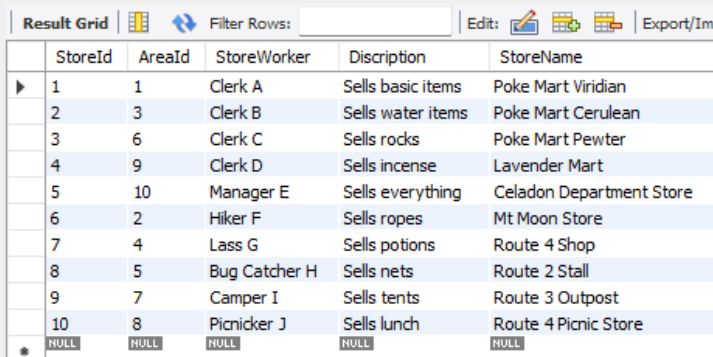 Result Grid Filter Rows: Edit: Export/Im
StoreId AreaId StoreWorker Discription StoreName
1 1 Clerk A Sells basic items Poke Mart Viridian
2 3 Clerk B Sells water items Poke Mart Cerulean
3 6 Clerk C Sells rocks Poke Mart Pewter
4 9 Clerk D Sells incense Lavender Mart
5 10 Manager E Sells everything Celadon Department Store
6 2 Hiker F Sells ropes Mt Moon Store
7 4 Lass G Sells potions Route 4 Shop
8 5 Bug Catcher H Sells nets Route 2 Stall
9 7 Camper I Sells tents Route 3 Outpost
10 8 Picnicker J Sells lunch Route 4 Picnic Store
NULL NULL NULL NULL NULL